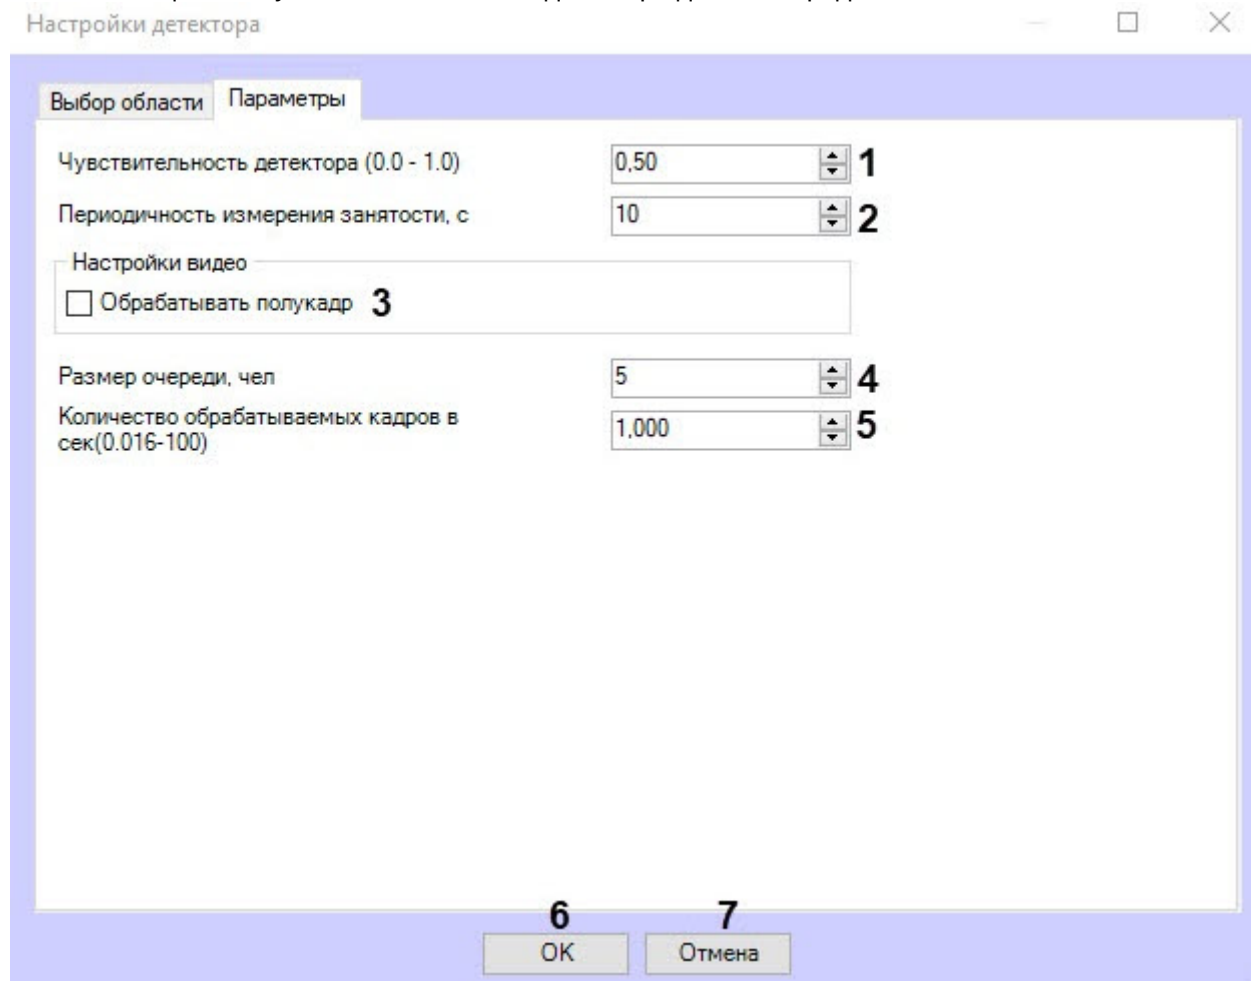 Настройки детектора
Выбор области Параметры
Чувствительность детектора (0.0 - 1.0) 0,50 1
Периодичность измерения занятости, с 10 2
Настройки видео
Обрабатывать полукадр 3
Размер очереди, чел 5 4
Количество обрабатываемых кадров в
сек(0.016-100) 1,000 5
6 7
OK Отмена